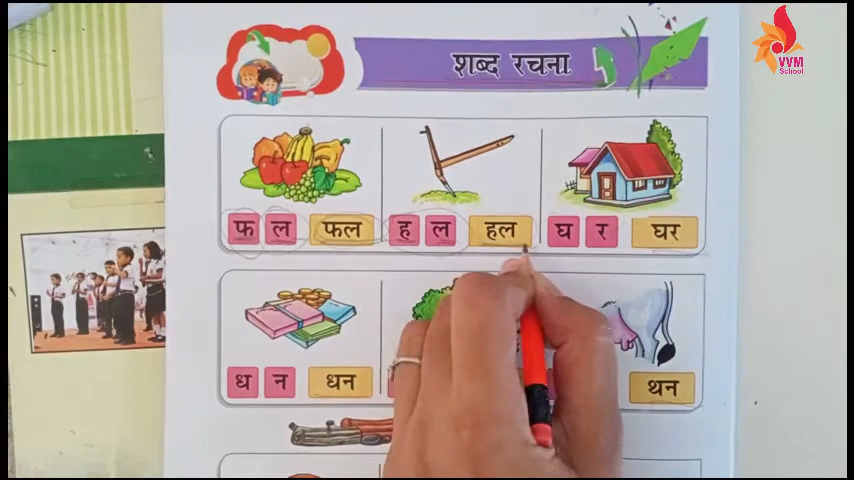 VVM
School
शब्द रचना
फ ल फल ह ल हल घ र घर
ध न धन थन